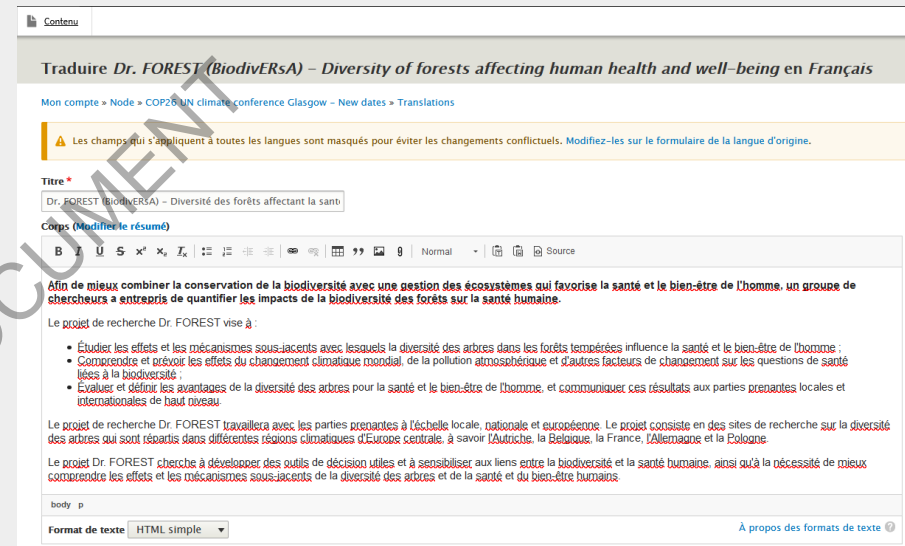 Contenu
Traduire Dr. FOREST (BiodivERsA) – Diversity of forests affecting human health and well-being en Français
Mon compte » Node » COP26 UN climate conference Glasgow - New dates » Translations
Les champs qui s'appliquent à toutes les langues sont masqués pour éviter les changements conflictuels. Modifiez-les sur le formulaire de la langue d'origine.
Titre *
Dr. FOREST (BiodivERsA) – Diversité des forêts affectant la sant
Corps (Modifier le résumé)
B I U S x² x₂ Tx Normal Source
Afin de mieux combiner la conservation de la biodiversité avec une gestion des écosystèmes qui favorise la santé et le bien-être de l'homme, un groupe de
chercheurs a entrepris de quantifier les impacts de la biodiversité des forêts sur la santé humaine.
Le projet de recherche Dr. FOREST vise à :
• Étudier les effets et les mécanismes sous-jacents avec lesquels la diversité des arbres dans les forêts tempérées influence la santé et le bien-être de l'homme ;
• Comprendre et prévoir les effets du changement climatique mondial, de la pollution atmosphérique et d'autres facteurs de changement sur les questions de santé
liées à la biodiversité ;
• Évaluer et définir les avantages de la diversité des arbres pour la santé et le bien-être de l'homme, et communiquer ces résultats aux parties prenantes locales et
internationales de haut niveau.
Le projet de recherche Dr. FOREST travaillera avec les parties prenantes à l'échelle locale, nationale et européenne. Le projet consiste en des sites de recherche sur la diversité
des arbres qui sont répartis dans différentes régions climatiques d'Europe centrale, à savoir l'Autriche, la Belgique, la France, l'Allemagne et la Pologne.
Le projet Dr. FOREST cherche à développer des outils de décision utiles et à sensibiliser aux liens entre la biodiversité et la santé humaine, ainsi qu'à la nécessité de mieux
comprendre les effets et les mécanismes sous-jacents de la diversité des arbres et de la santé et du bien-être humains.
body p
Format de texte HTML simple
À propos des formats de texte
OCUMENT